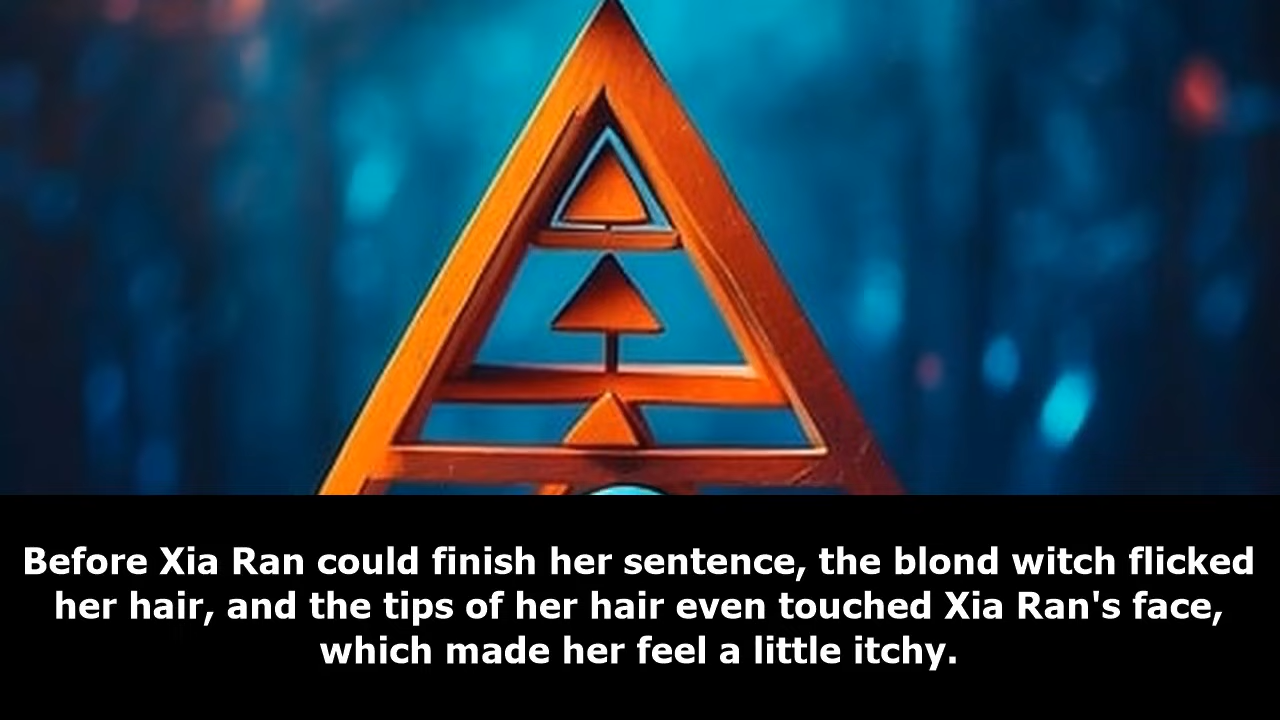 Before Xia Ran could finish her sentence, the blond witch flicked
her hair, and the tips of her hair even touched Xia Ran's face,
which made her feel a little itchy.